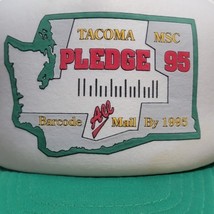 TACOMA MSC
PLEDGE 95
Barcode All Mail By 1995